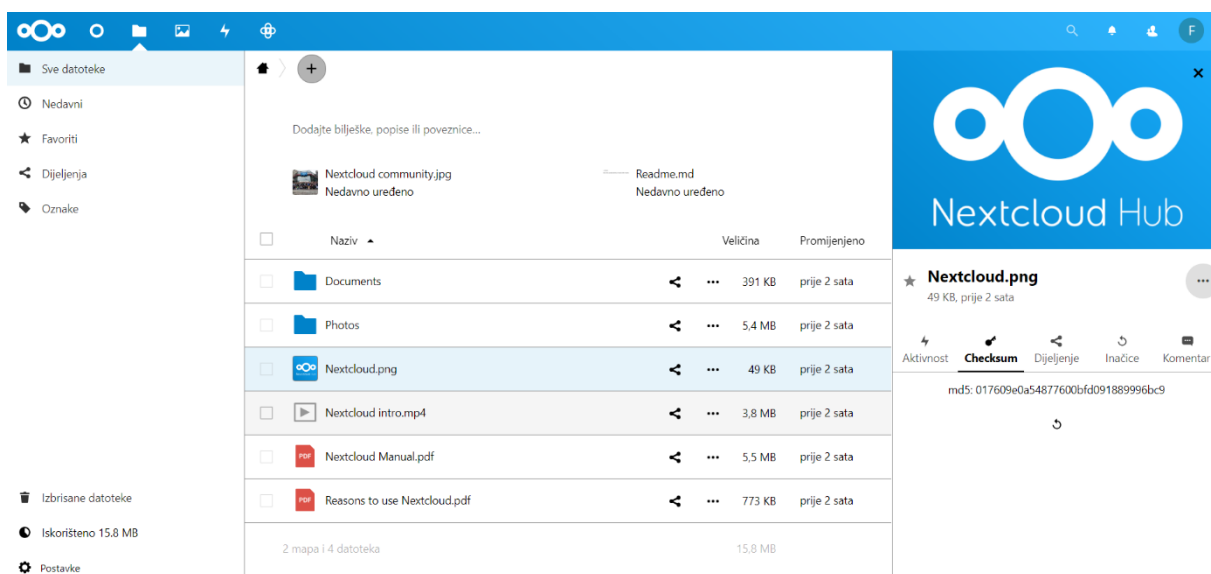 F
Sve datoteke
Nedavni
Favoriti
Dijeljenja
Oznake
Izbrisane datoteke
Iskorišteno 15.8 MB
Postavke
Dodajte bilješke, popise ili poveznice...
Nextcloud community.jpg
Nedavno uređeno
Readme.md
Nedavno uređeno
Naziv Veličina Promijenjeno
Documents 391 KB prije 2 sata
Photos 5,4 MB prije 2 sata
Nextcloud.png 49 KB prije 2 sata
Nextcloud intro.mp4 3,8 MB prije 2 sata
PDF Nextcloud Manual.pdf 5,5 MB prije 2 sata
PDF Reasons to use Nextcloud.pdf 773 KB prije 2 sata
2 mapa i 4 datoteka 15,8 MB
Nextcloud Hub
Nextcloud.png
49 KB, prije 2 sata
Aktivnost Checksum Dijeljenje Inačice Komentar
md5: 017609e0a54877600bfd091889996bc9